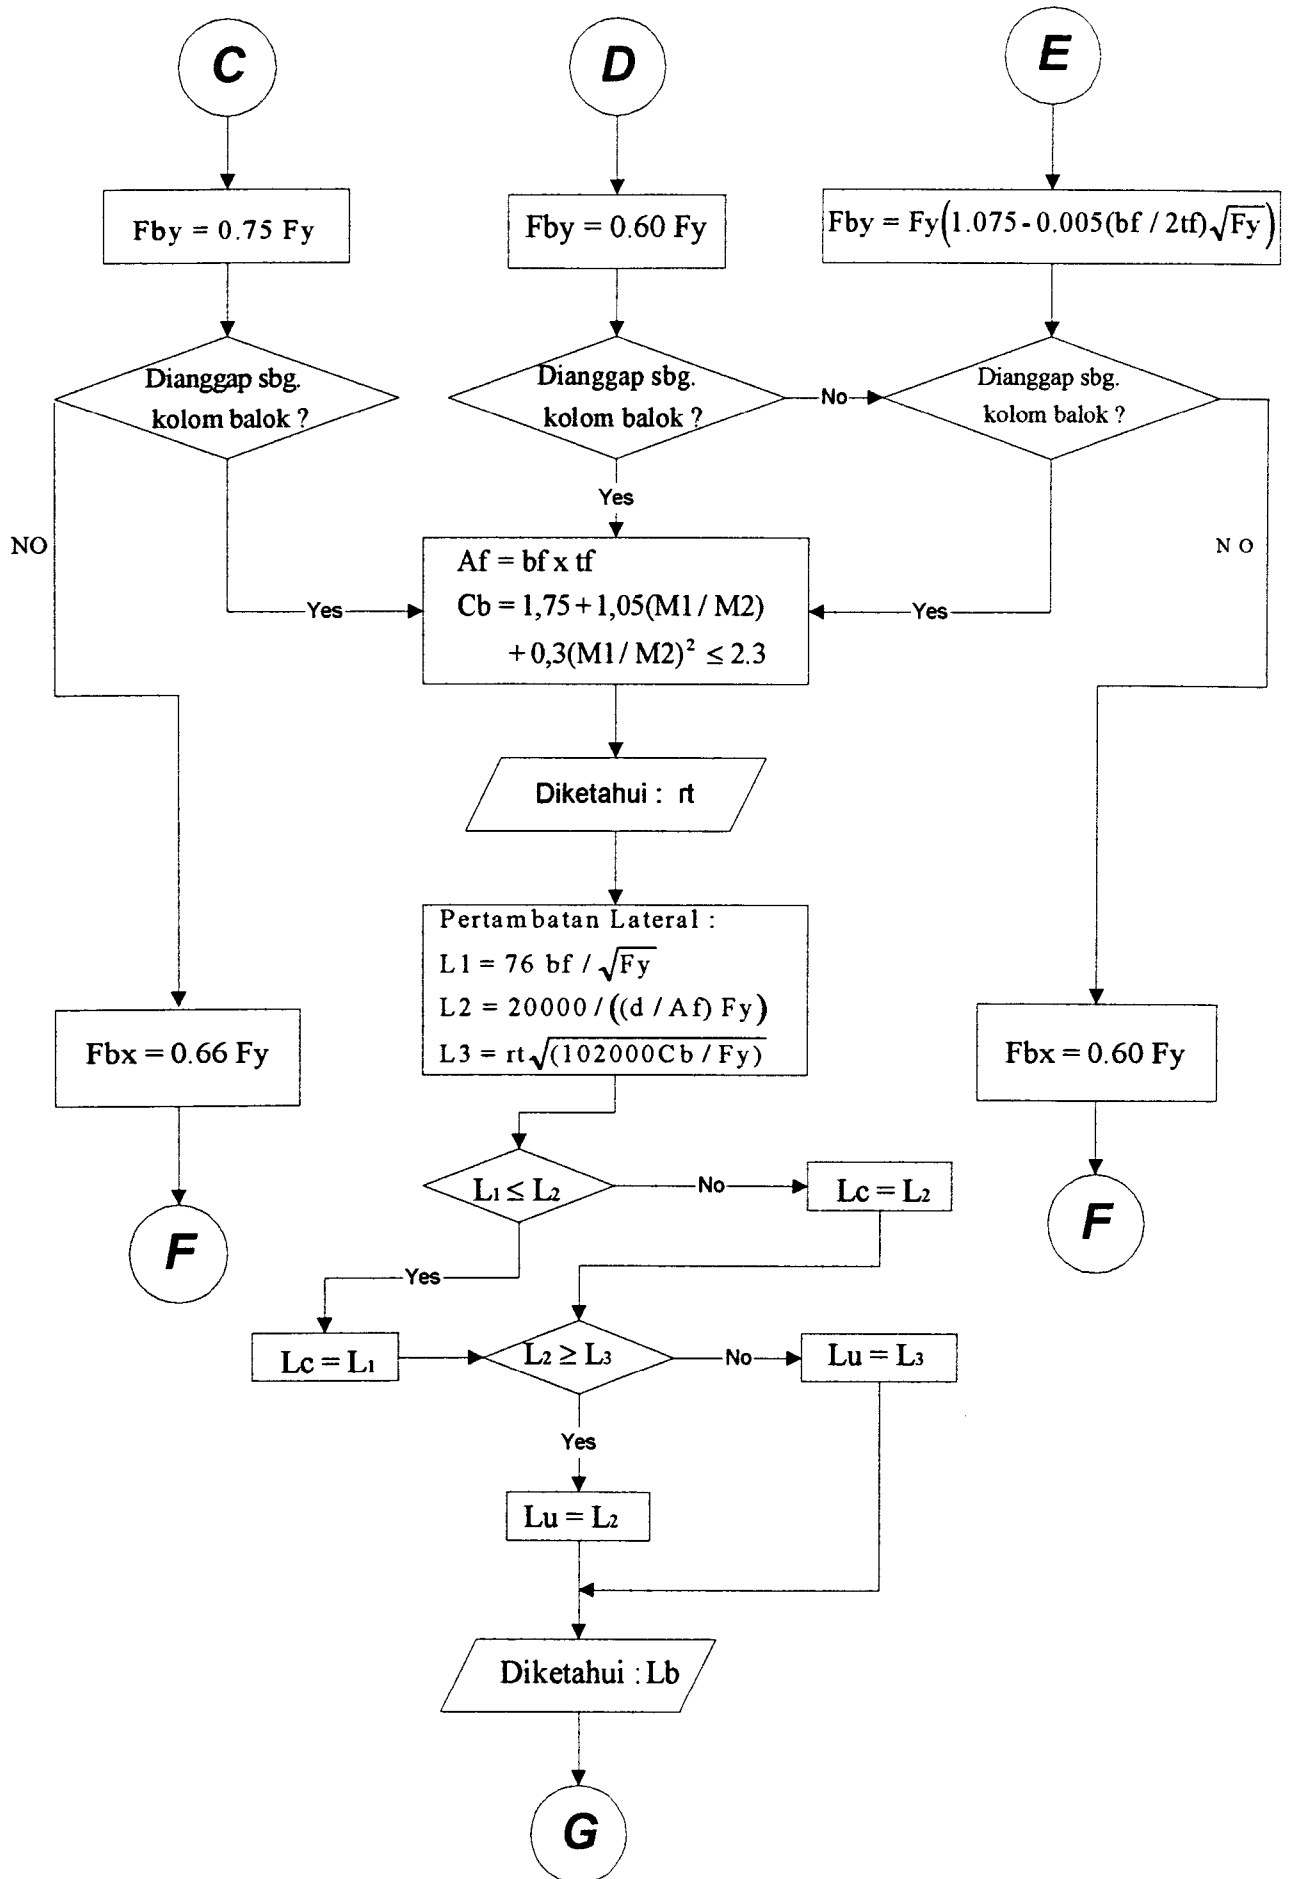 C
D
E
Fby = 0.75 Fy
Fby = 0.60 Fy
Fby = Fy(1.075 - 0.005(bf / 2tf)√Fy)
Dianggap sbg.
kolom balok ?
Dianggap sbg.
kolom balok ?
No
Dianggap sbg.
kolom balok ?
Yes
NO
N O
Af = bf x tf
Cb = 1,75 + 1,05(M1 / M2)
+ 0,3(M1 / M2)² ≤ 2.3
Yes
Yes
Diketahui : rt
Pertambatan Lateral :
L1 = 76 bf / √Fy
L2 = 20000 / ((d / Af) Fy)
L3 = rt√(102000Cb / Fy)
Fbx = 0.66 Fy
Fbx = 0.60 Fy
L1 ≤ L2
No
Lc = L2
F
F
Yes
Lc = L1
L2 ≥ L3
No
Lu = L3
Yes
Lu = L2
Diketahui : Lb
G